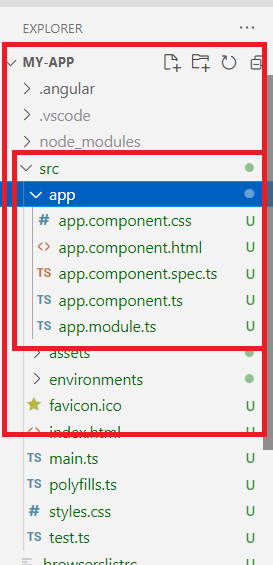 EXPLORER ...
MY-APP
.angular
.vscode
node_modules
src
app
# app.component.css U
<> app.component.html U
TS app.component.spec.ts U
TS app.component.ts U
TS app.module.ts U
assets
environments
favicon.ico U
index.html U
TS main.ts U
TS polyfills.ts U
# styles.css U
TS test.ts U
.browserslistrc